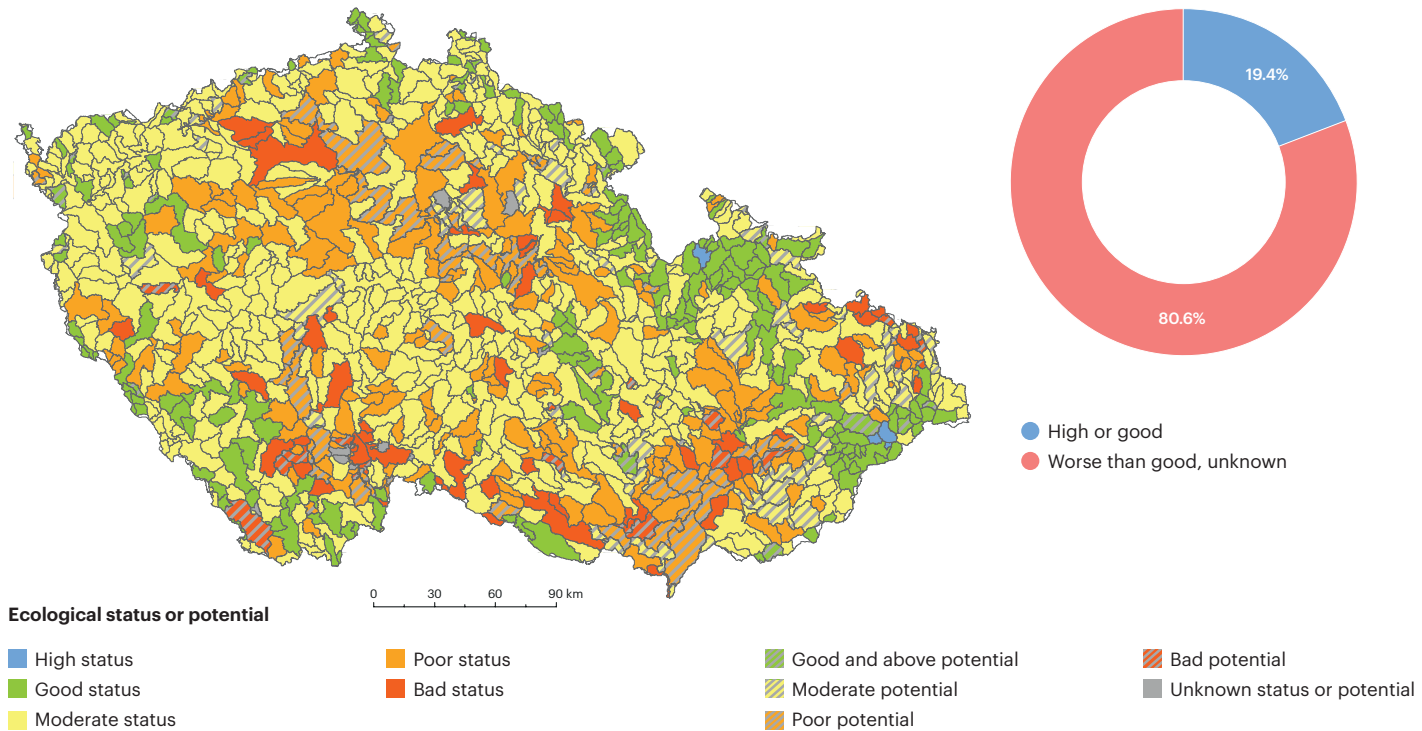 19.4%
80.6%
High or good
Worse than good, unknown
0 30 60 90 km
Ecological status or potential
High status
Good status
Moderate status
Poor status
Bad status
Good and above potential
Moderate potential
Poor potential
Bad potential
Unknown status or potential